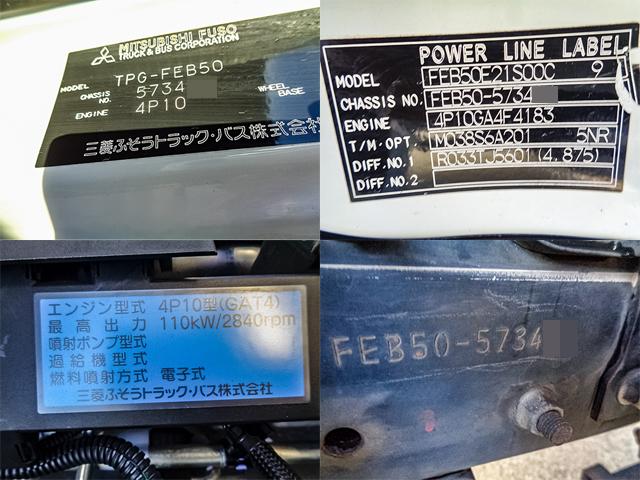 MITSUBISHI FUSO
TRUCK & BUS CORPORATION
TPG-FEB50
MODEL
5734
CHASSIS NO.
WHEEL BASE
4P10
ENGINE
三菱ふそうトラック・バス株式会
POWER LINE LABEL
MODEL FEB50F21S00C 9
CHASSIS NO. FEB50-5734
ENGINE 4P10GA4F4183
T/M・OPT. M038S6A201 5NR
DIFF.NO.1 R033TJ5601(4.875)
DIFF.NO.2
エンジン型式 4P10型(GAT4)
最高出力 110kW/2840rpm
噴射ポンプ型式
過給機型式
燃料噴射方式 電子式
三菱ふそうトラック・バス株式会社
FEB50-5734